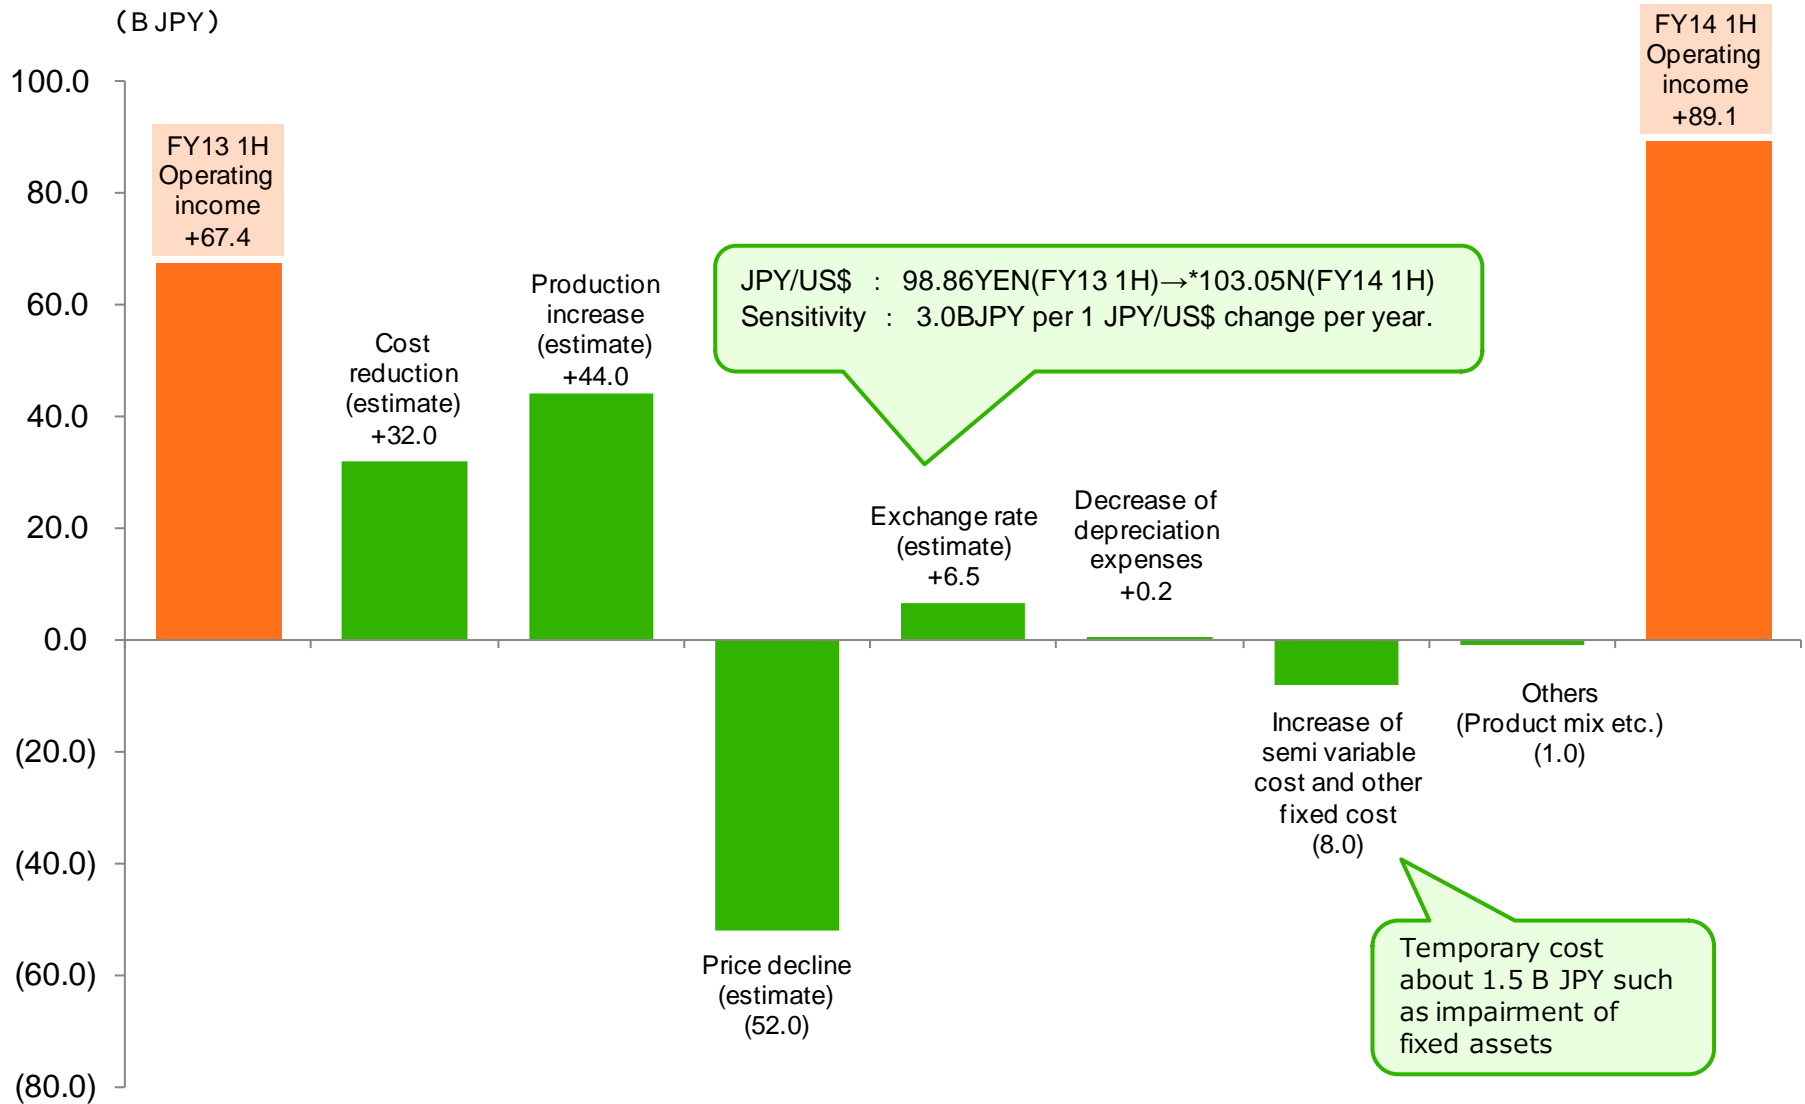 （B JPY）
100.0
80.0
60.0
40.0
20.0
0.0
(20.0)
(40.0)
(60.0)
(80.0)
FY13 1H
Operating
income
+67.4
Cost
reduction
(estimate)
+32.0
Production
increase
(estimate)
+44.0
Price decline
(estimate)
(52.0)
JPY/US$ : 98.86YEN(FY13 1H)→*103.05N(FY14 1H)
Sensitivity : 3.0BJPY per 1 JPY/US$ change per year.
Exchange rate
(estimate)
+6.5
Decrease of
depreciation
expenses
+0.2
Increase of
semi variable
cost and other
fixed cost
(8.0)
Temporary cost
about 1.5 B JPY such
as impairment of
fixed assets
Others
(Product mix etc.)
(1.0)
FY14 1H
Operating
income
+89.1